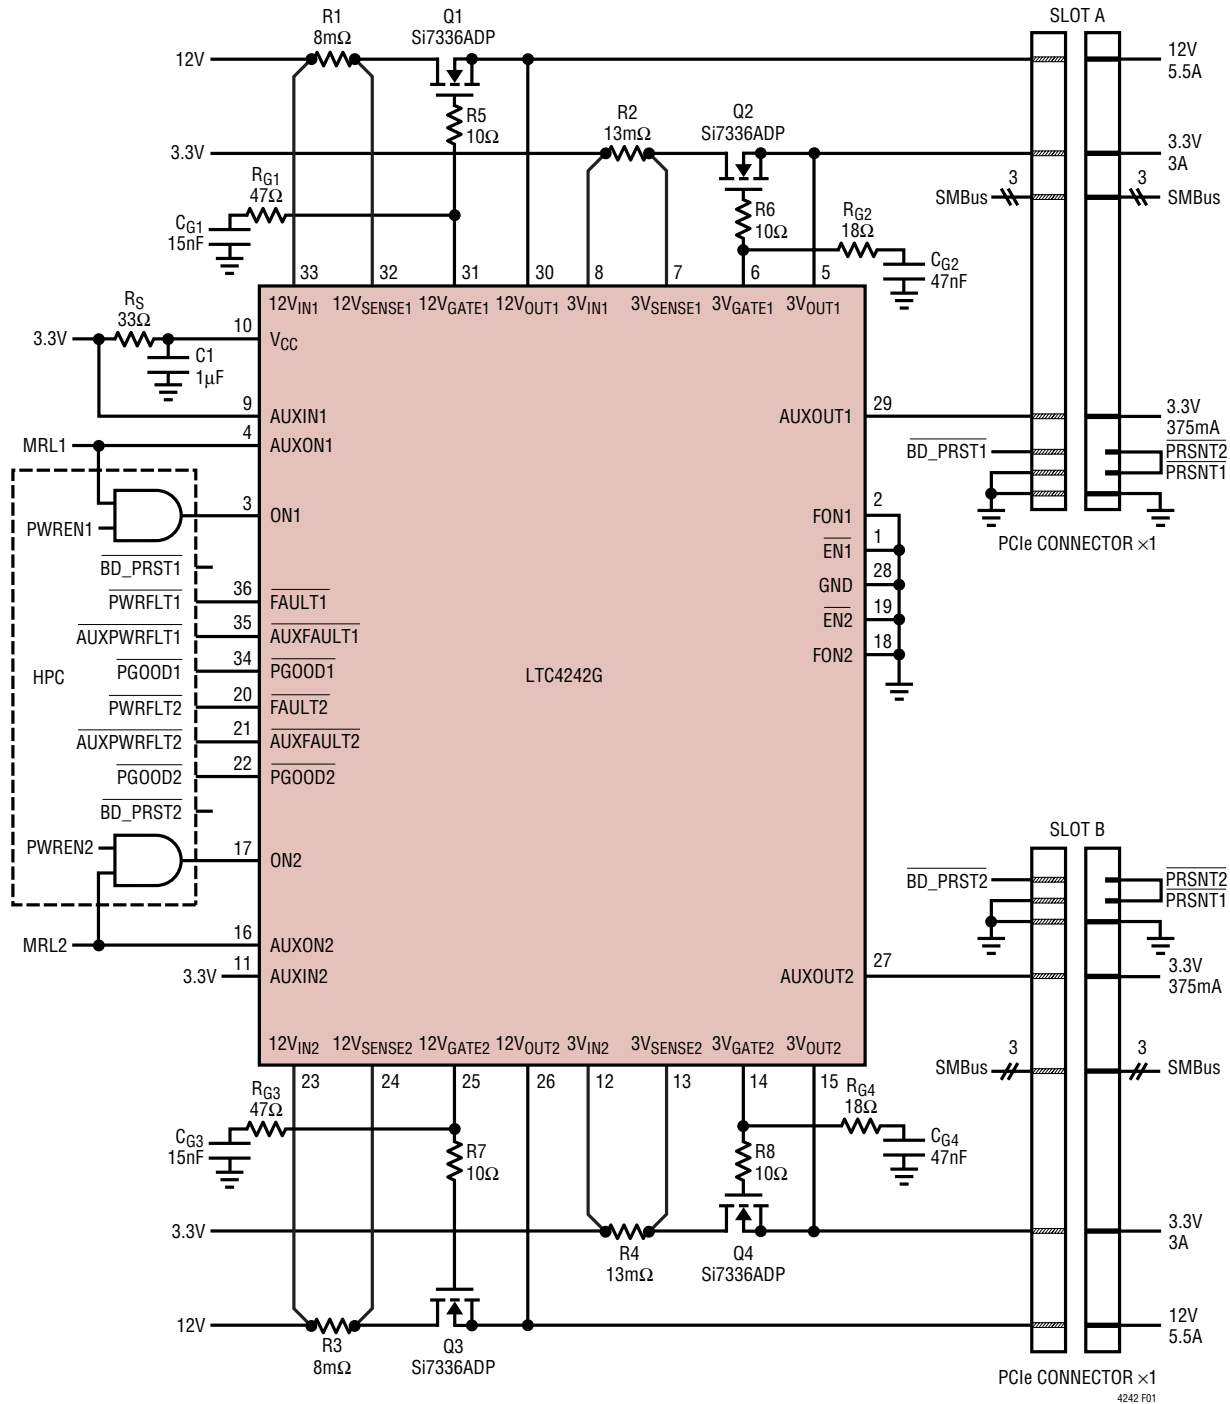 SLOT A
R1
8mΩ
Q1
Si7336ADP
12V
12V
5.5A
R5
10Ω
R2
13mΩ
Q2
Si7336ADP
3.3V
3.3V
3A
RG1
47Ω
CG1
15nF
R6
10Ω
RG2
18Ω
CG2
47nF
SMBus
3
3
SMBus
33
32
31
30
8
7
6
5
12VIN1
12VSENSE1
12VGATE1
12VOUT1
3VIN1
3VSENSE1
3VGATE1
3VOUT1
RS
33Ω
3.3V
10
VCC
C1
1µF
9
AUXIN1
AUXOUT1
29
3.3V
375mA
MRL1
4
AUXON1
BD_PRST1
PRSNT2
PRSNT1
3
ON1
PWREN1
FON1
2
EN1
1
GND
28
EN2
19
FON2
18
PCIe CONNECTOR ×1
BD_PRST1
PWRFLT1
36
FAULT1
AUXPWRFLT1
35
AUXFAULT1
HPC
PGOOD1
34
PGOOD1
LTC4242G
PWRFLT2
20
FAULT2
AUXPWRFLT2
21
AUXFAULT2
PGOOD2
22
PGOOD2
BD_PRST2
PWREN2
17
ON2
SLOT B
BD_PRST2
PRSNT2
PRSNT1
MRL2
16
AUXON2
3.3V
11
AUXIN2
AUXOUT2
27
3.3V
375mA
12VIN2
12VSENSE2
12VGATE2
12VOUT2
3VIN2
3VSENSE2
3VGATE2
3VOUT2
23
24
25
26
12
13
14
15
SMBus
3
3
SMBus
RG3
47Ω
CG3
15nF
R7
10Ω
R8
10Ω
RG4
18Ω
CG4
47nF
3.3V
R4
13mΩ
Q4
Si7336ADP
3.3V
3A
12V
R3
8mΩ
Q3
Si7336ADP
12V
5.5A
PCIe CONNECTOR ×1
4242 F01